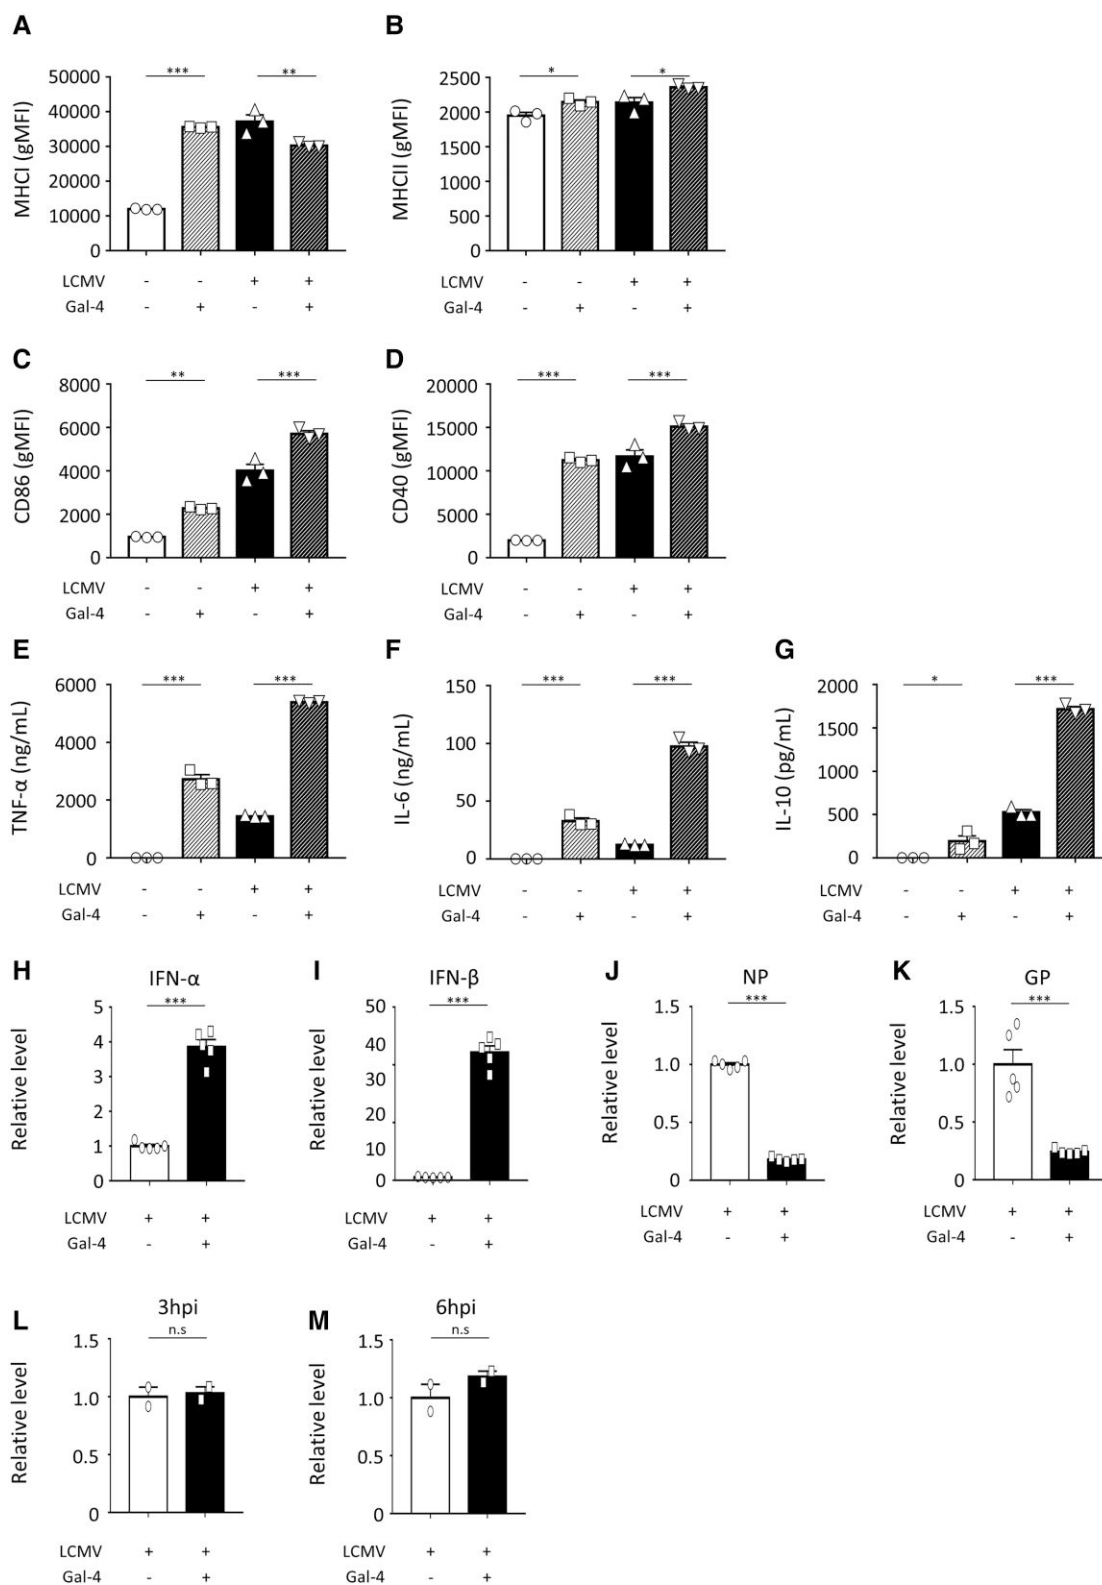 A
B
*** **
MHCI (gMFI)
50000
40000
30000
20000
10000
0
LCMV - - + +
Gal-4 - + - +
* *
MHCII (gMFI)
2500
2000
1500
1000
500
0
- - + +
- + - +
C
D
** ***
CD86 (gMFI)
8000
6000
4000
2000
0
LCMV - - + +
Gal-4 - + - +
*** ***
CD40 (gMFI)
20000
15000
10000
5000
0
LCMV - - + +
Gal-4 - + - +
E
F
G
*** ***
TNF-α (ng/mL)
6000
4000
2000
0
LCMV - - + +
Gal-4 - + - +
*** ***
IL-6 (ng/mL)
150
100
50
0
LCMV - - + +
Gal-4 - + - +
* ***
IL-10 (pg/mL)
2000
1500
1000
500
0
LCMV - - + +
Gal-4 - + - +
H
IFN-α
***
Relative level
5
4
3
2
1
0
LCMV + +
Gal-4 - +
I
IFN-β
***
Relative level
50
40
30
20
10
0
LCMV + +
Gal-4 - +
J
NP
***
Relative level
1.5
1.0
0.5
0
LCMV + +
Gal-4 - +
K
GP
***
Relative level
1.5
1.0
0.5
0
LCMV + +
Gal-4 - +
L
3hpi
n.s
Relative level
1.5
1.0
0.5
0
LCMV + +
Gal-4 - +
M
6hpi
n.s
Relative level
1.5
1.0
0.5
0
LCMV + +
Gal-4 - +